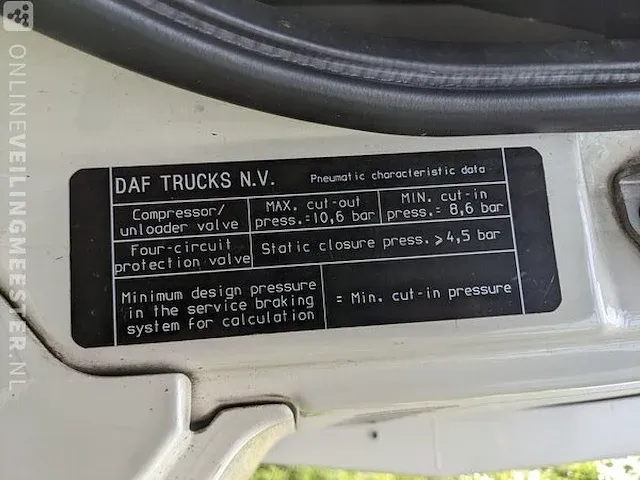 ONLINEVEILINGMEESTER.NL
DAF TRUCKS N.V. Pneumatic characteristic data
Compressor/
unloader valve
MAX. cut-out
press.=10,6 bar
MIN. cut-in
press.= 8,6 bar
Four-circuit
protection valve
Static closure press. ⩾4,5 bar
Minimum design pressure
in the service braking
system for calculation
= Min. cut-in pressure